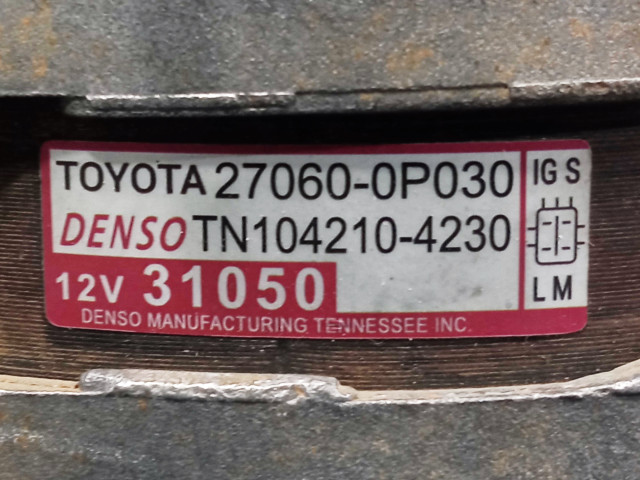 TOYOTA 27060-0P030
DENSO TN104210-4230
12V 31050
DENSO MANUFACTURING TENNESSEE INC.
IG S
L M